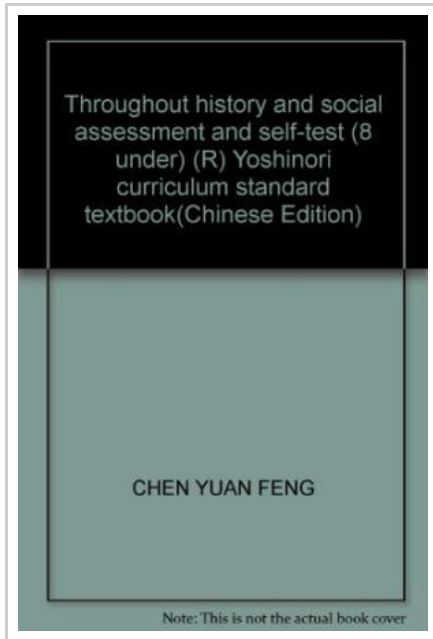 Throughout history and social
assessment and self-test (8
under) (R) Yoshinori
curriculum standard
textbook(Chinese Edition)
CHEN YUAN FENG
Note: This is not the actual book cover